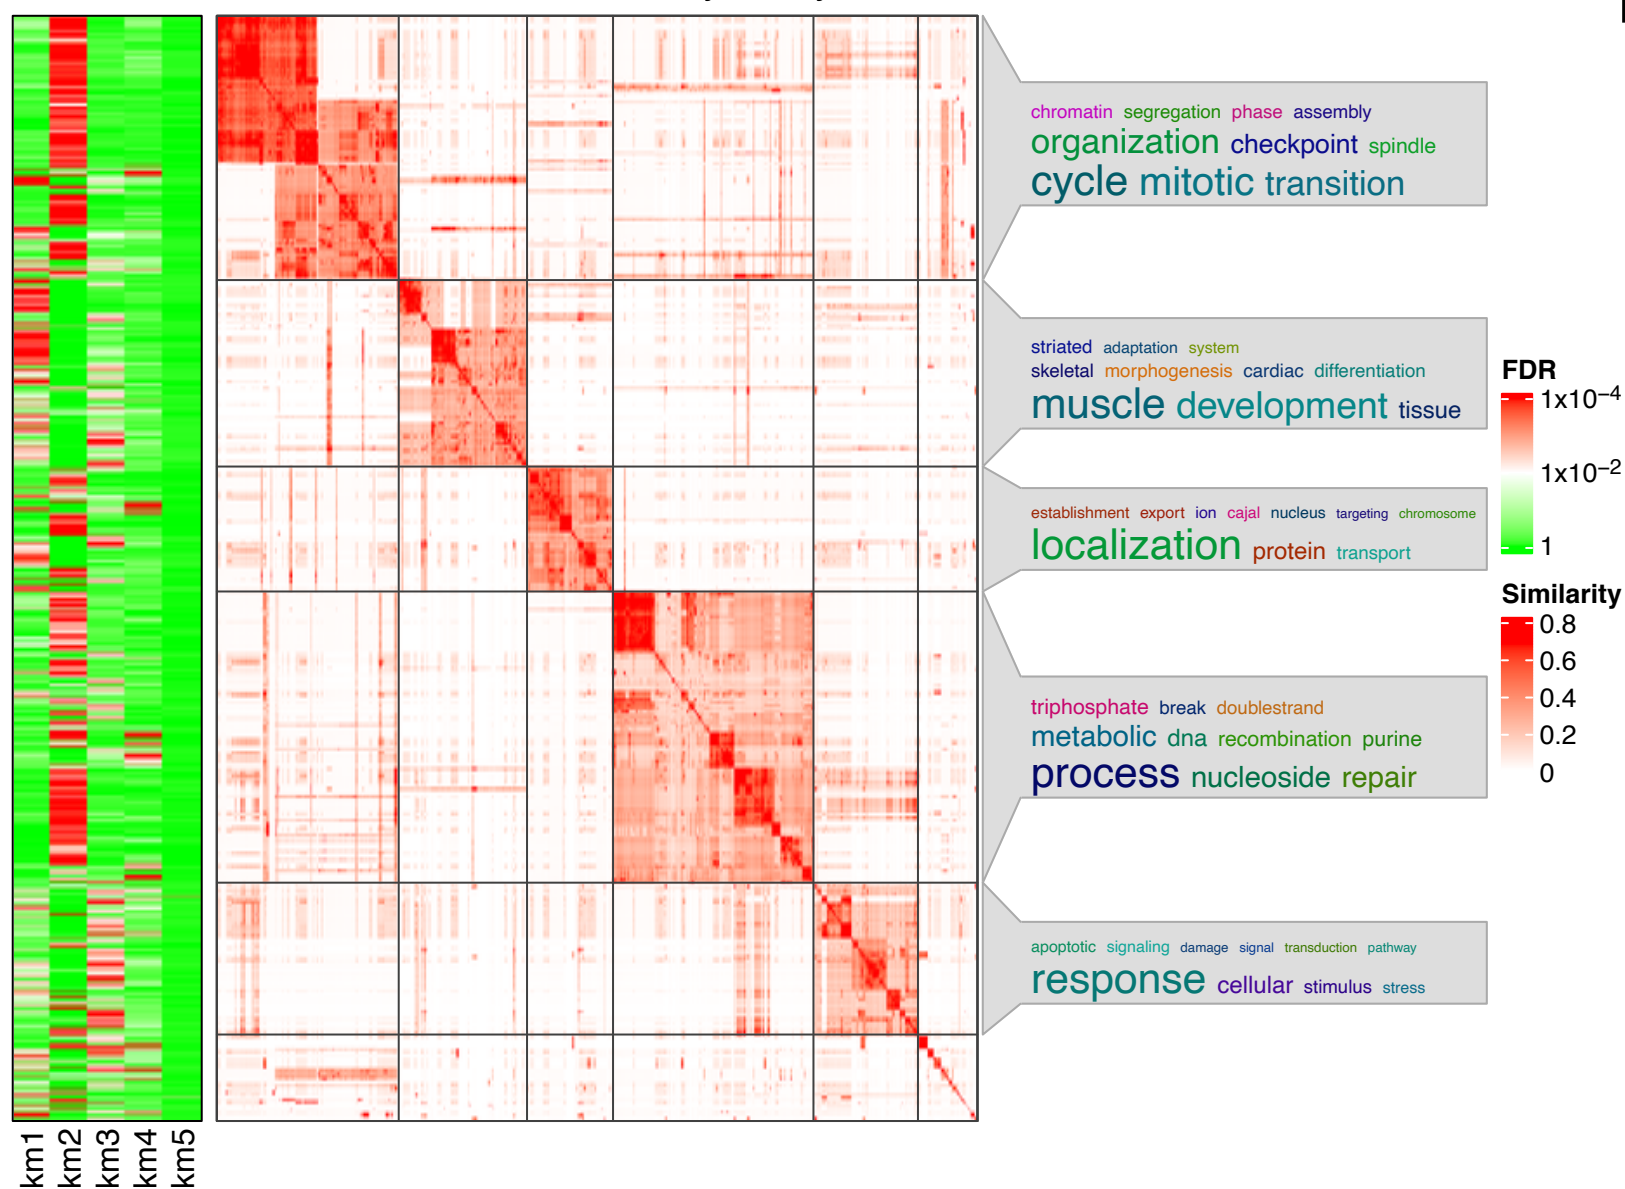 chromatin segregation phase assembly
organization checkpoint spindle
cycle mitotic transition
striated adaptation system
skeletal morphogenesis cardiac differentiation
muscle development tissue
establishment export ion cajal nucleus targeting chromosome
localization protein transport
triphosphate break doublestrand
metabolic dna recombination purine
process nucleoside repair
apoptotic signaling damage signal transduction pathway
response cellular stimulus stress
FDR
1x10⁻⁴
1x10⁻²
1
Similarity
0.8
0.6
0.4
0.2
0
km1
km2
km3
km4
km5